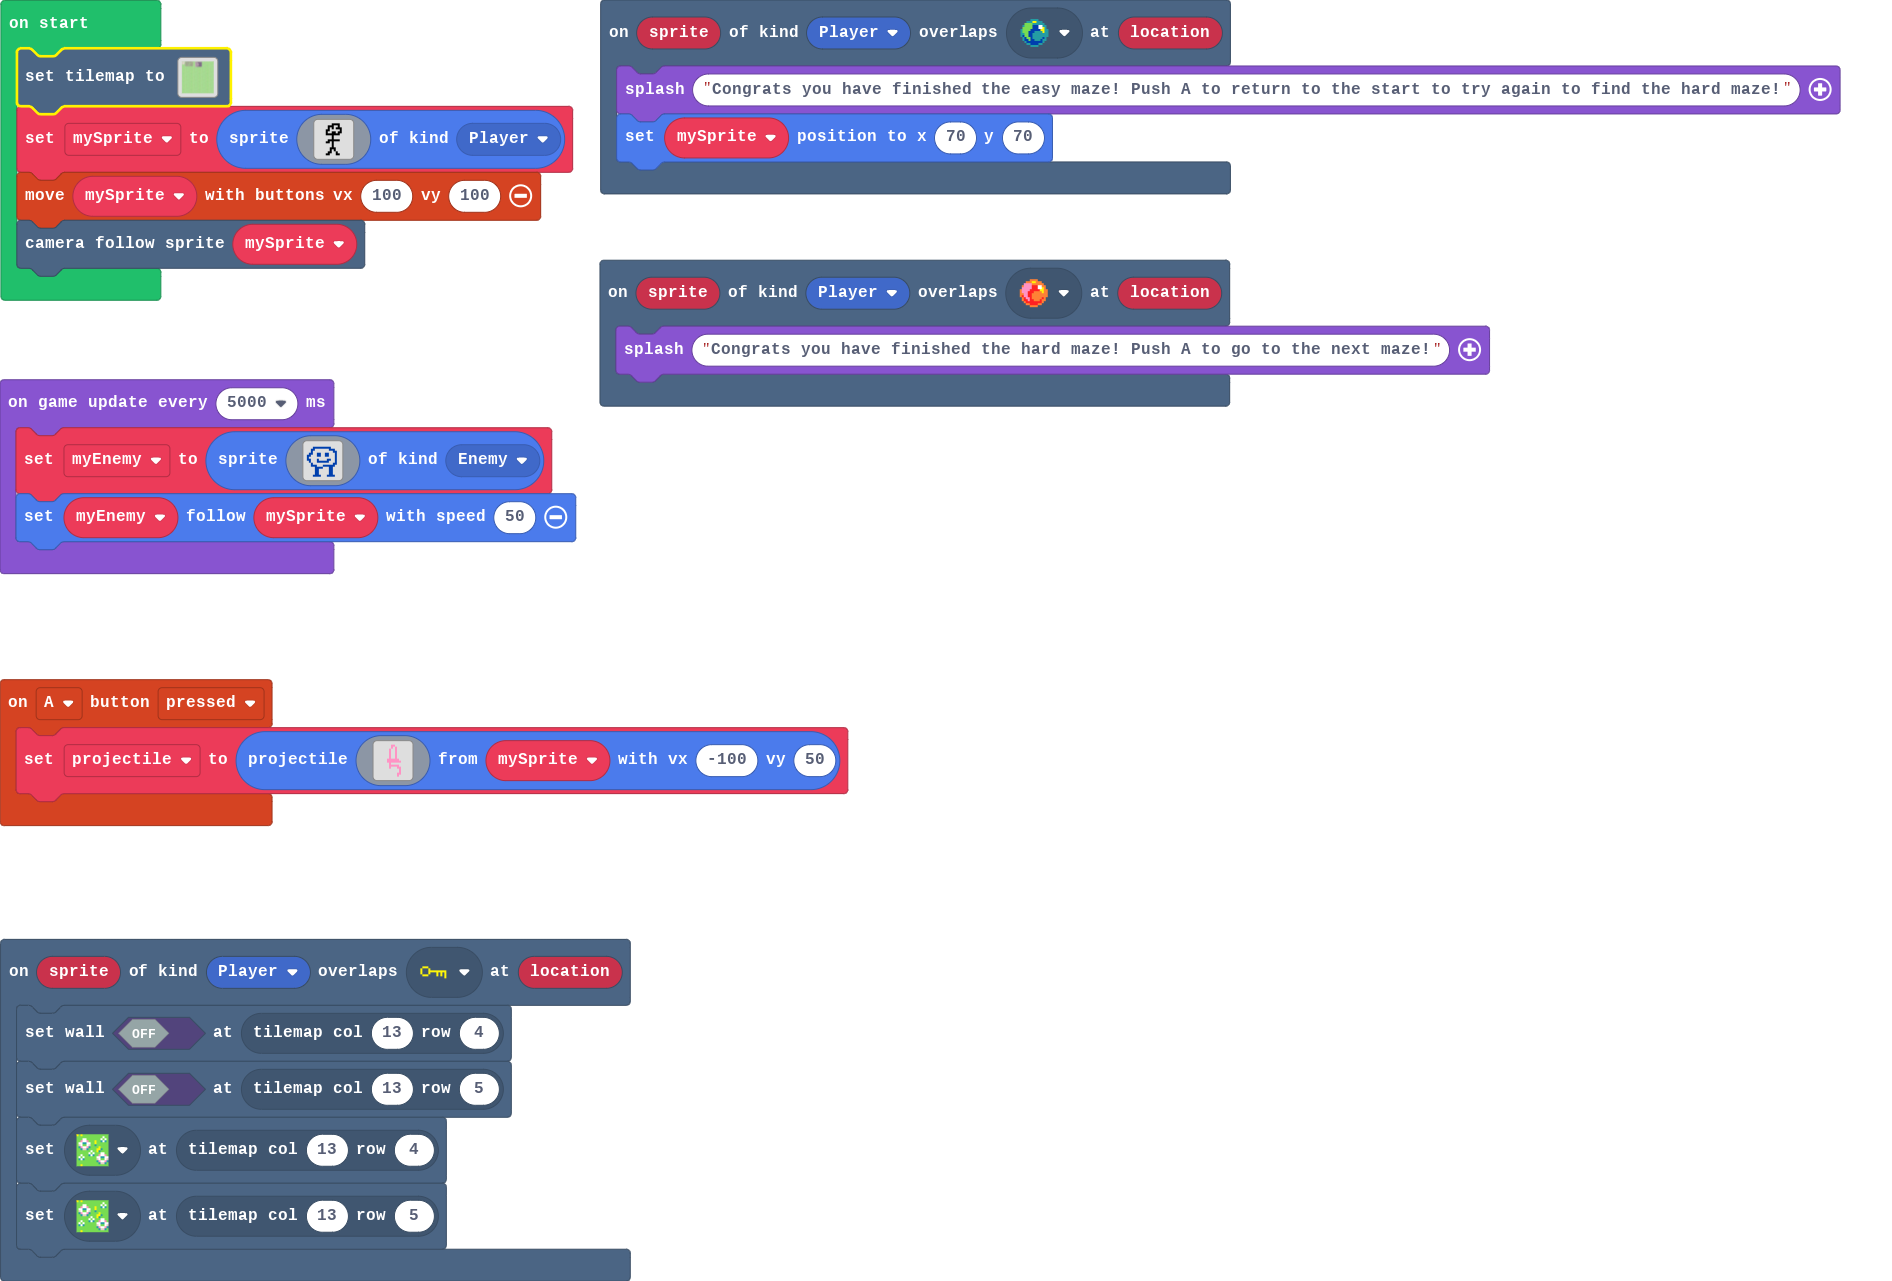 on start
set tilemap to
set mySprite to sprite of kind Player
move mySprite with buttons vx 100 vy 100
camera follow sprite mySprite
on game update every 5000 ms
set myEnemy to sprite of kind Enemy
set myEnemy follow mySprite with speed 50
on A button pressed
set projectile to projectile from mySprite with vx -100 vy 50
on sprite of kind Player overlaps at location
set wall OFF at tilemap col 13 row 4
set wall OFF at tilemap col 13 row 5
set at tilemap col 13 row 4
set at tilemap col 13 row 5
on sprite of kind Player overlaps at location
splash "Congrats you have finished the easy maze! Push A to return to the start to try again to find the hard maze!"
set mySprite position to x 70 y 70
on sprite of kind Player overlaps at location
splash "Congrats you have finished the hard maze! Push A to go to the next maze!"